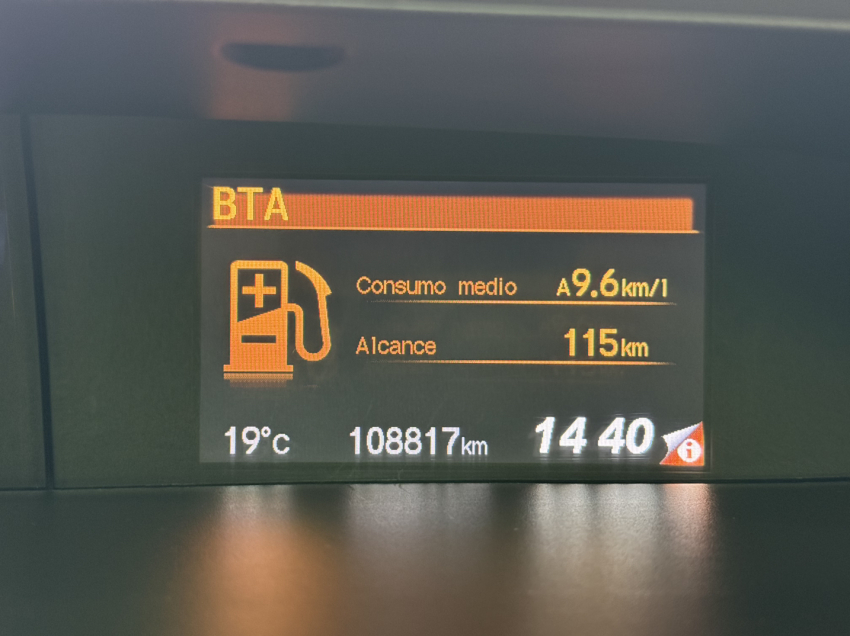 BTA
Consumo medio A9.6km/l
Alcance 115km
19°C 108817km 14 40 i